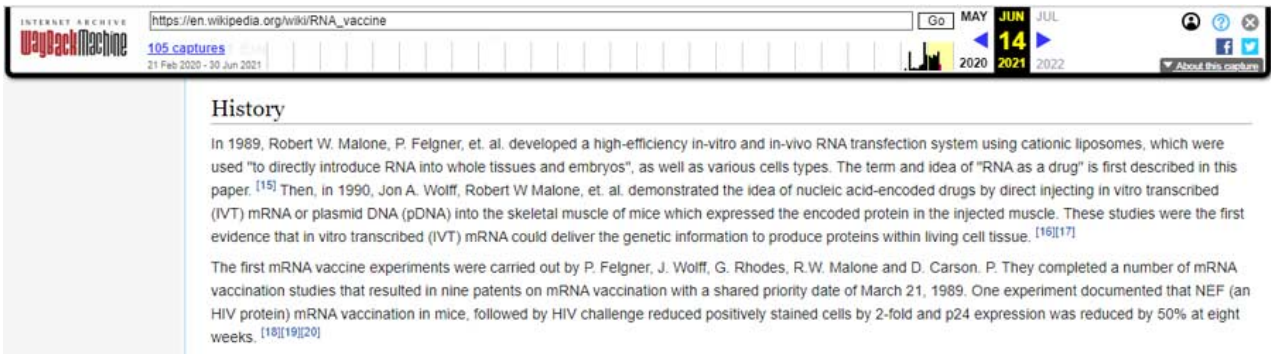 INTERNET ARCHIVE
WayBackMachine
https://en.wikipedia.org/wiki/RNA_vaccine
Go
MAY JUN JUL
105 captures
14
21 Feb 2020 - 30 Jun 2021
2020 2021 2022
About this capture
History
In 1989, Robert W. Malone, P. Felgner, et. al. developed a high-efficiency in-vitro and in-vivo RNA transfection system using cationic liposomes, which were
used "to directly introduce RNA into whole tissues and embryos", as well as various cells types. The term and idea of "RNA as a drug" is first described in this
paper. [15] Then, in 1990, Jon A. Wolff, Robert W Malone, et. al. demonstrated the idea of nucleic acid-encoded drugs by direct injecting in vitro transcribed
(IVT) mRNA or plasmid DNA (pDNA) into the skeletal muscle of mice which expressed the encoded protein in the injected muscle. These studies were the first
evidence that in vitro transcribed (IVT) mRNA could deliver the genetic information to produce proteins within living cell tissue. [16][17]
The first mRNA vaccine experiments were carried out by P. Felgner, J. Wolff, G. Rhodes, R.W. Malone and D. Carson. P. They completed a number of mRNA
vaccination studies that resulted in nine patents on mRNA vaccination with a shared priority date of March 21, 1989. One experiment documented that NEF (an
HIV protein) mRNA vaccination in mice, followed by HIV challenge reduced positively stained cells by 2-fold and p24 expression was reduced by 50% at eight
weeks. [18][19][20]